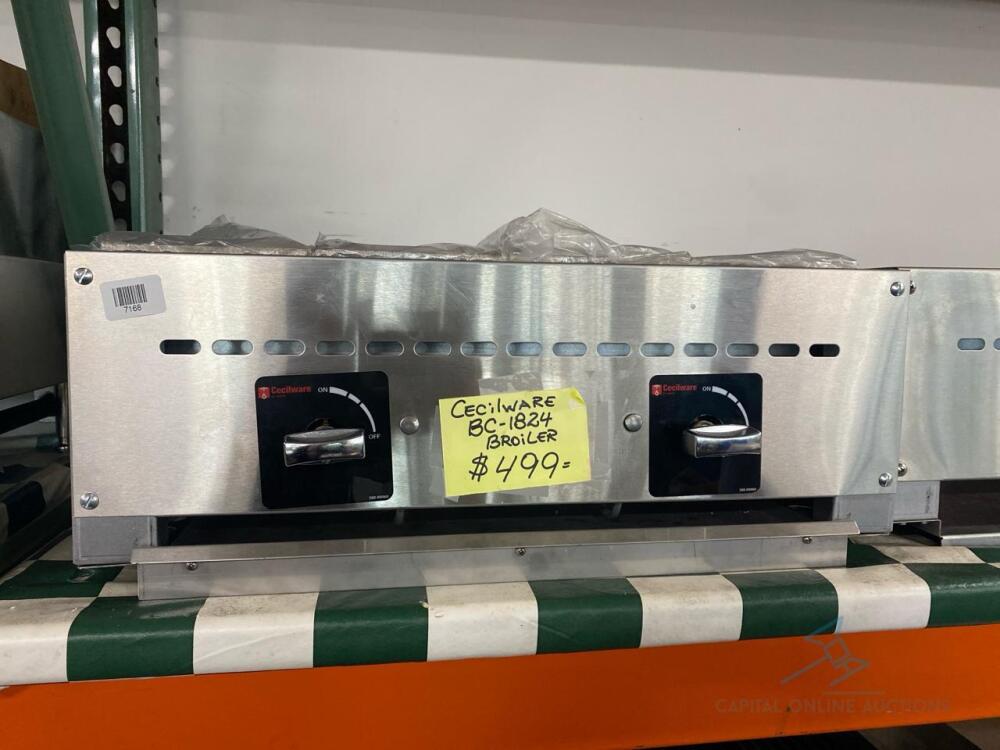 7168
Cecilware
ON
OFF
CECILWARE
BC-1824
BROILER
$499=
Cecilware
ON
CAPITAL ONLINE AUCTIONS